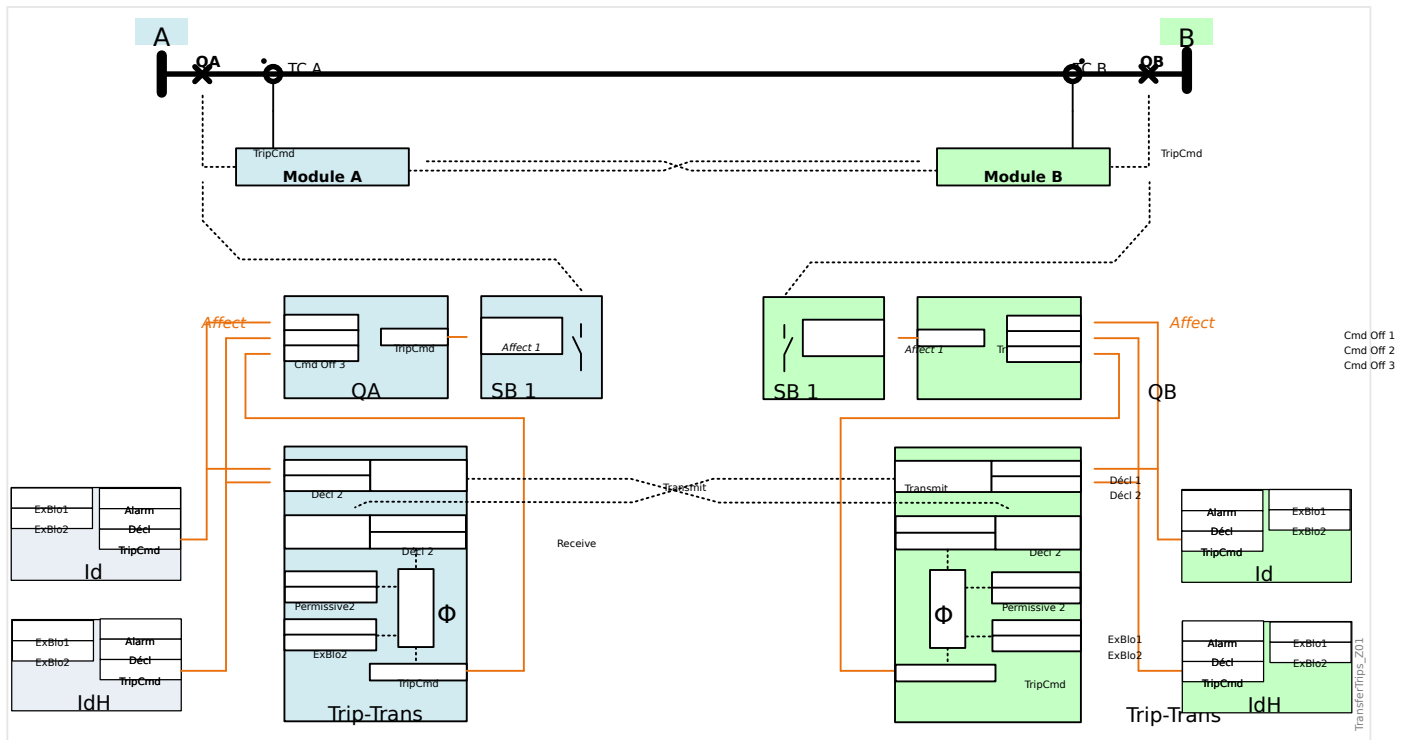 A
B
QA
TC A
TC B
QB
TripCmd
TripCmd
Module A
Module B
Affect
Affect
Cmd Off 1
Cmd Off 2
Cmd Off 3
TripCmd
Affect 1
Affect 1
Cmd Off 3
QA
SB 1
SB 1
QB
Décl 2
Transmit
Transmit
Décl 1
Décl 2
ExBlo1
ExBlo2
Alarm
Décl
TripCmd
Id
Alarm
Décl
TripCmd
ExBlo1
ExBlo2
Id
Décl 2
Receive
Décl 2
Permissive2
Φ
Φ
Permissive 2
ExBlo2
ExBlo1
ExBlo2
TripCmd
TripCmd
Trip-Trans
Trip-Trans
ExBlo1
ExBlo2
Alarm
Décl
TripCmd
IdH
Alarm
Décl
TripCmd
ExBlo1
ExBlo2
IdH
TransferTrips_Z01